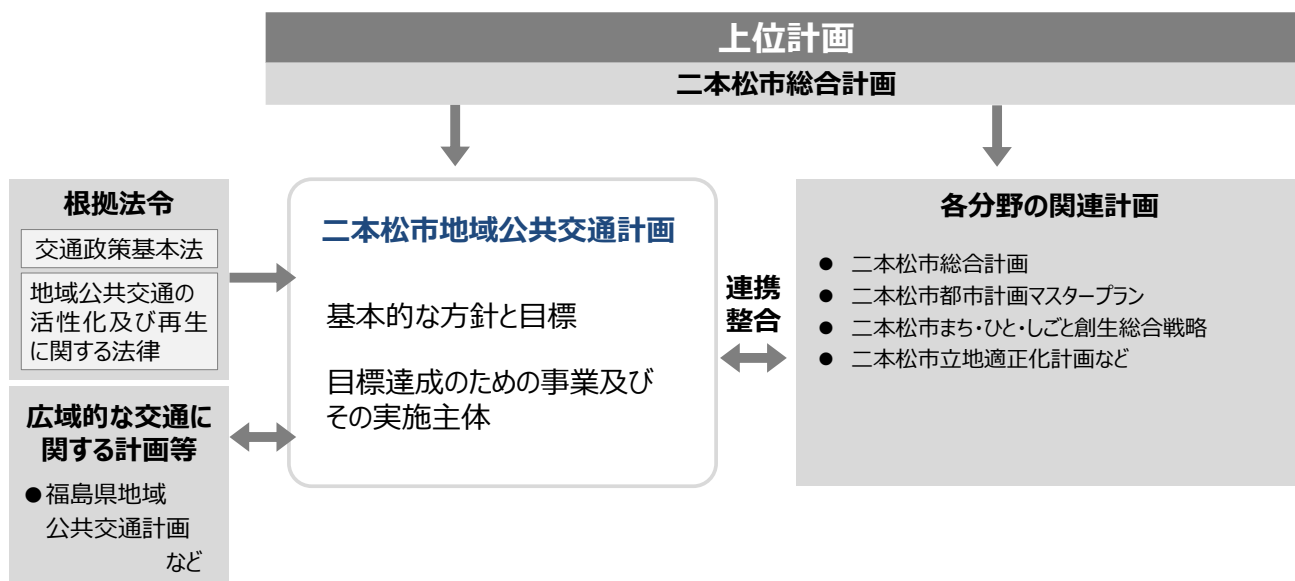 上位計画
二本松市総合計画
根拠法令
交通政策基本法
地域公共交通の
活性化及び再生
に関する法律
広域的な交通に
関する計画等
●福島県地域
公共交通計画
など
二本松市地域公共交通計画
基本的な方針と目標
目標達成のための事業及び
その実施主体
連携
整合
各分野の関連計画
● 二本松市総合計画
● 二本松市都市計画マスタープラン
● 二本松市まち・ひと・しごと創生総合戦略
● 二本松市立地適正化計画など